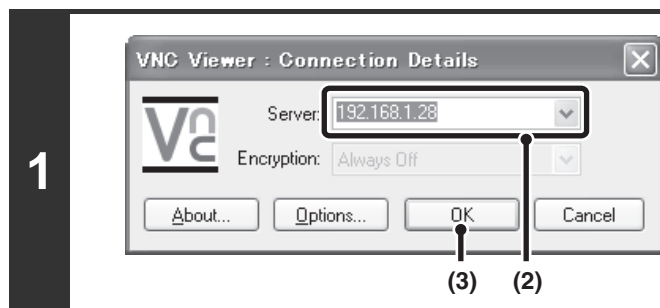 1
VNC Viewer : Connection Details
Vnc
Server: 192.168.1.28
Encryption: Always Off
About... Options... OK Cancel
(3) (2)